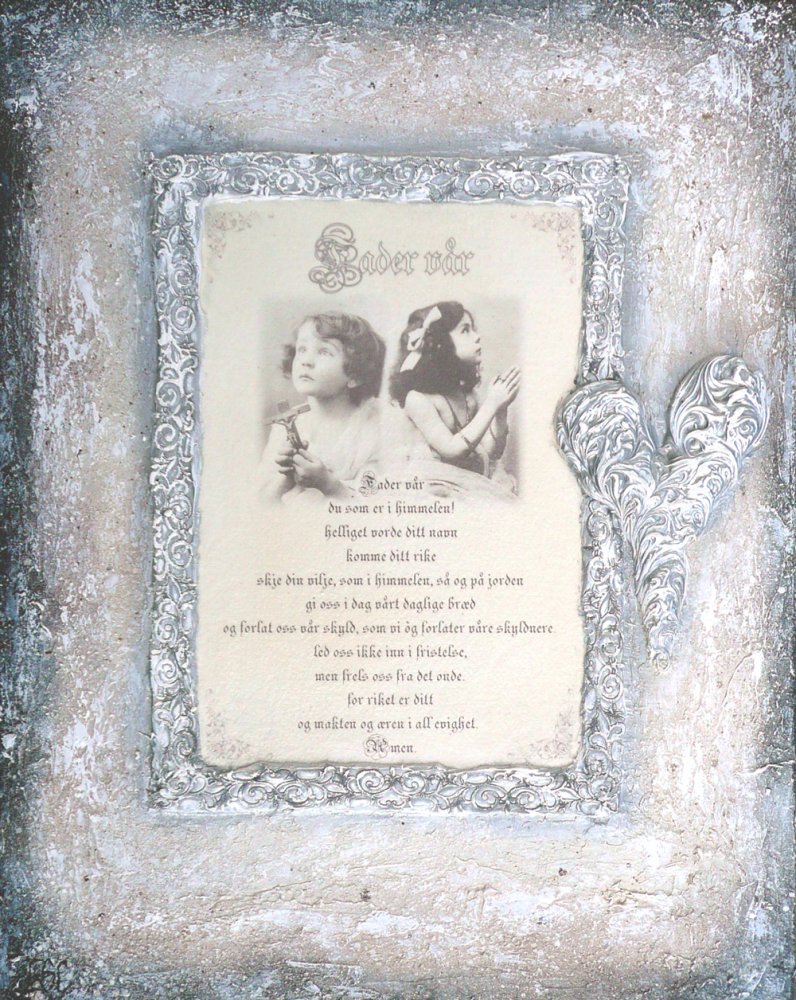 Fader vår
Fader vår
du som er i himmelen!
helliget vorde ditt navn
komme ditt rike
skje din vilje, som i himmelen, så og på jorden
gi oss i dag vårt daglige brød
og forlat oss vår skyld, som vi òg forlater våre skyldnere.
led oss ikke inn i fristelse,
men frels oss fra det onde.
for riket er ditt
og makten og æren i all evighet.
Amen.